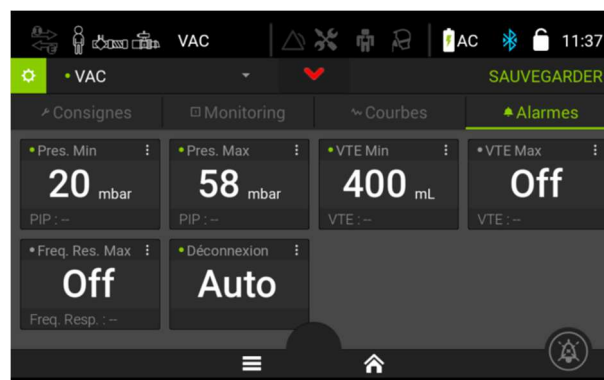 VAC AC 11:37
VAC SAUVEGARDER
Consignes Monitoring Courbes Alarmes
Pres. Min Pres. Max VTE Min VTE Max
20 mbar 58 mbar 400 mL Off
PIP : -- PIP : -- VTE : -- VTE : --
Freq. Res. Max Déconnexion
Off Auto
Freq. Resp. : --